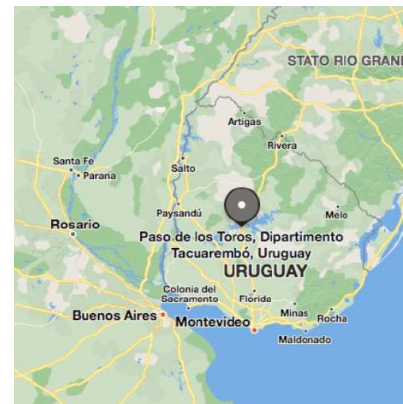 STATO RIO GRAN
Artigas
Rivera
Santa Fe
Parana
Salto
Paysandú
Melo
Rosario
Paso de los Toros, Dipartimento
Tacuarembó, Uruguay
URUGUAY
Colonia del
Sacramento
Florida
Buenos Aires
Montevideo
Minas
Rocha
Maldonado